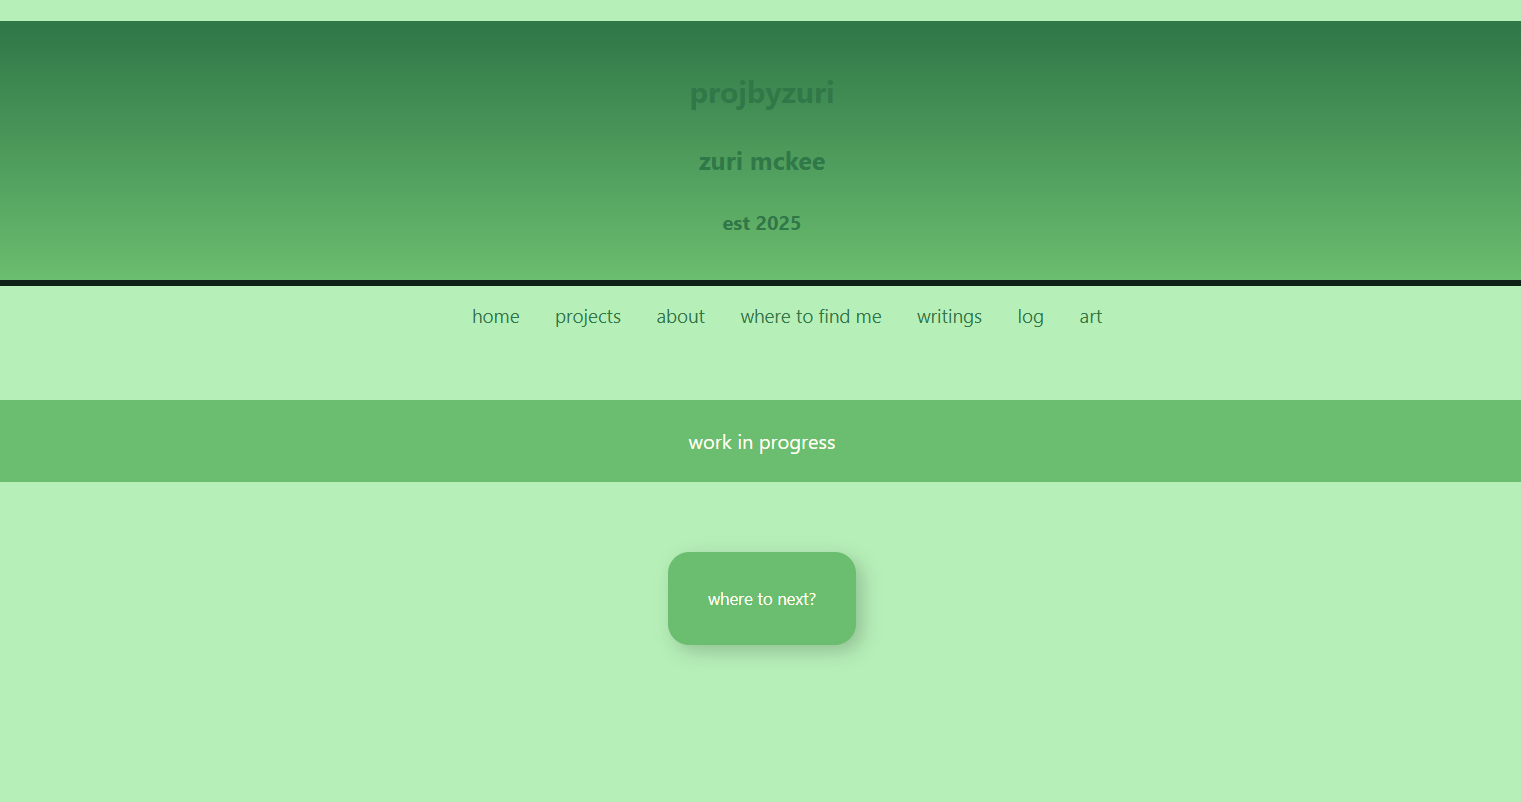 projbyzuri
zuri mckee
est 2025
home projects about where to find me writings log art
work in progress
where to next?